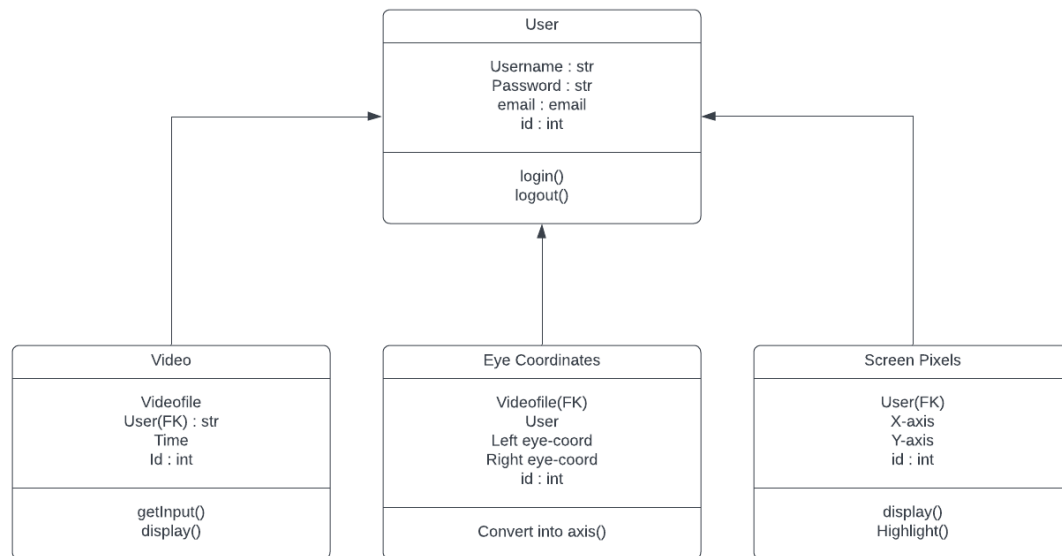 User
Username : str
Password : str
email : email
id : int
login()
logout()
Video
Videofile
User(FK) : str
Time
Id : int
getInput()
display()
Eye Coordinates
Videofile(FK)
User
Left eye-coord
Right eye-coord
id : int
Convert into axis()
Screen Pixels
User(FK)
X-axis
Y-axis
id : int
display()
Highlight()